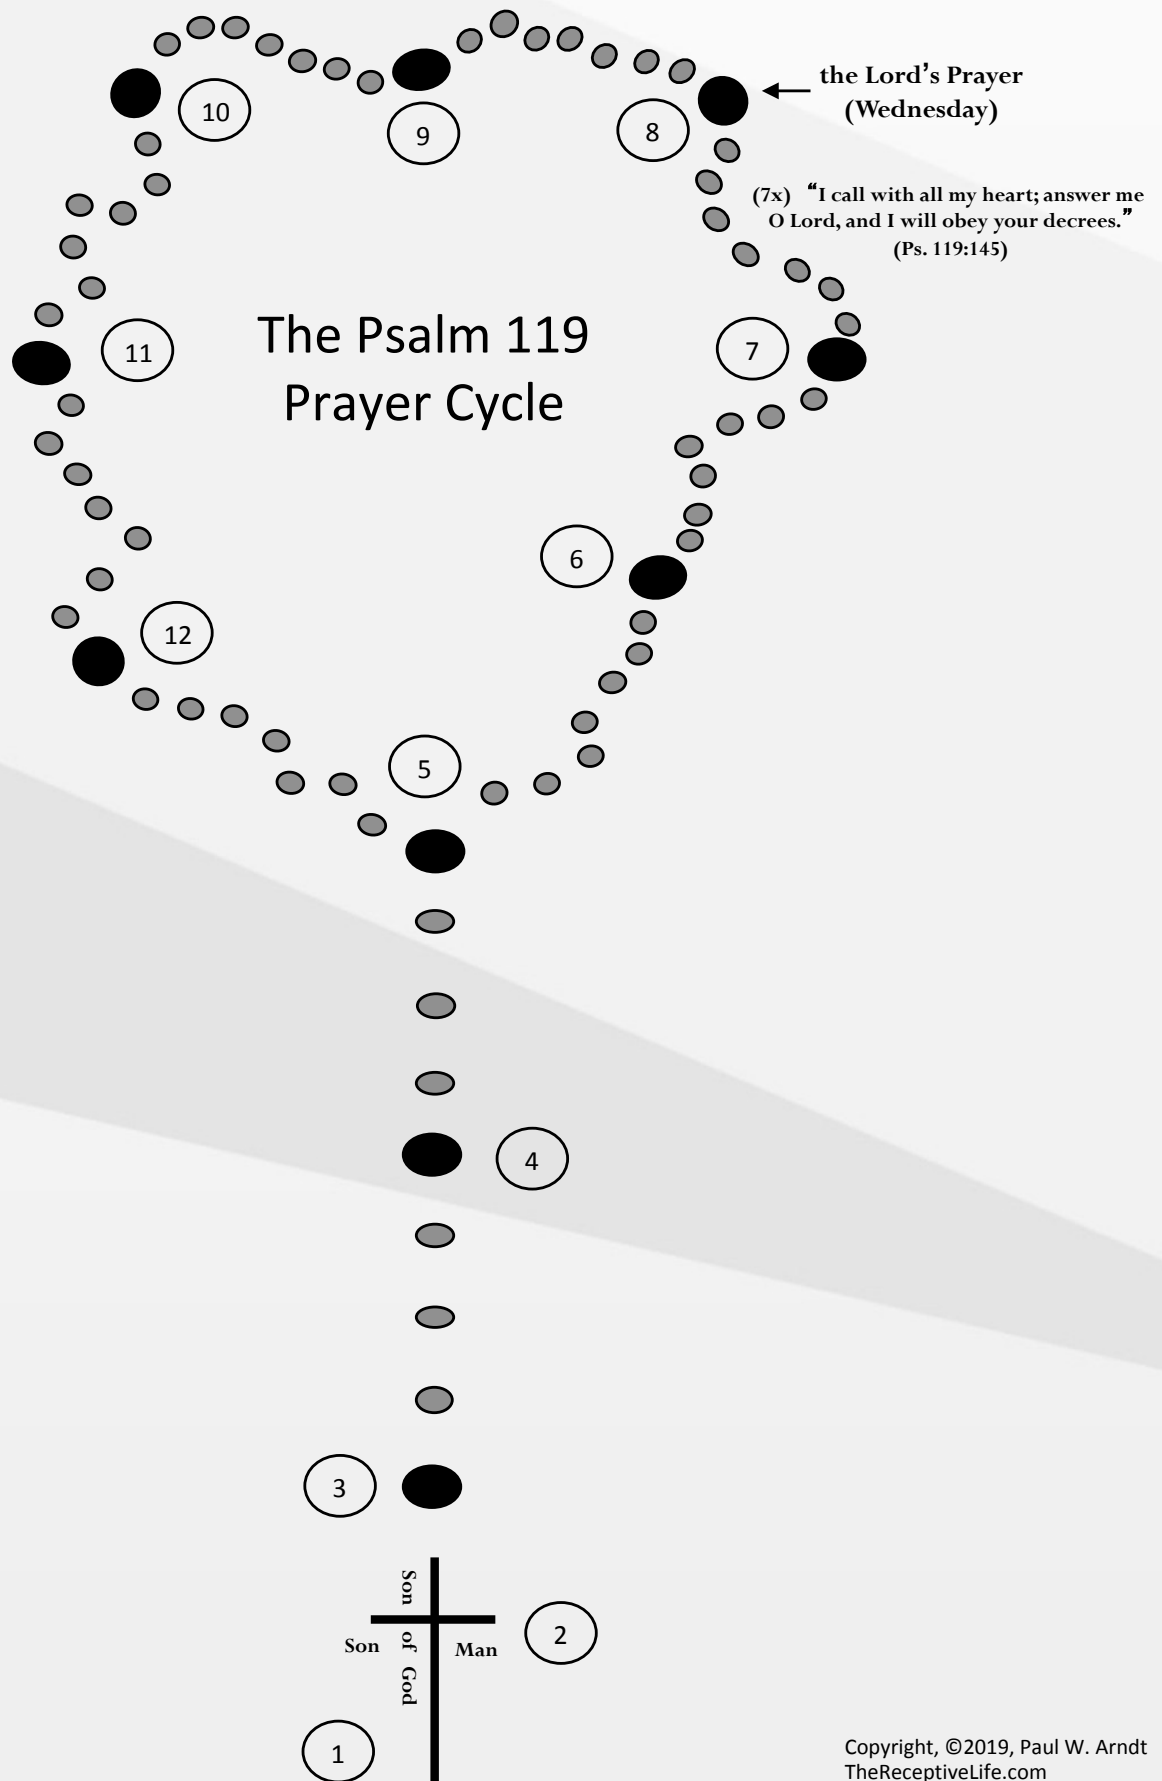 the Lord’s Prayer
(Wednesday)
10
9
8
(7x) “I call with all my heart; answer me
O Lord, and I will obey your decrees.”
(Ps. 119:145)
The Psalm 119
Prayer Cycle
11
7
6
12
5
4
3
Son of God
Son
Man
2
1
Copyright, ©2019, Paul W. Arndt
TheReceptiveLife.com